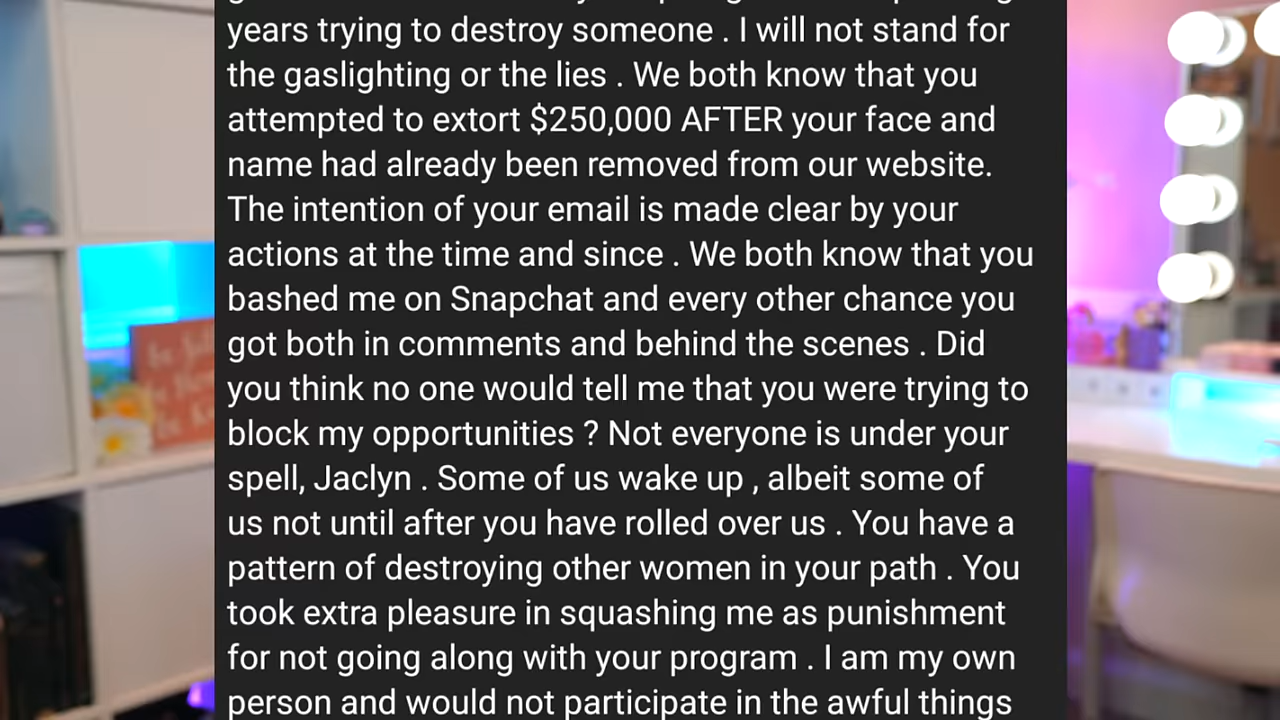 years trying to destroy someone . I will not stand for
the gaslighting or the lies . We both know that you
attempted to extort $250,000 AFTER your face and
name had already been removed from our website.
The intention of your email is made clear by your
actions at the time and since . We both know that you
bashed me on Snapchat and every other chance you
got both in comments and behind the scenes . Did
you think no one would tell me that you were trying to
block my opportunities ? Not everyone is under your
spell, Jaclyn . Some of us wake up , albeit some of
us not until after you have rolled over us . You have a
pattern of destroying other women in your path . You
took extra pleasure in squashing me as punishment
for not going along with your program . I am my own
person and would not participate in the awful things